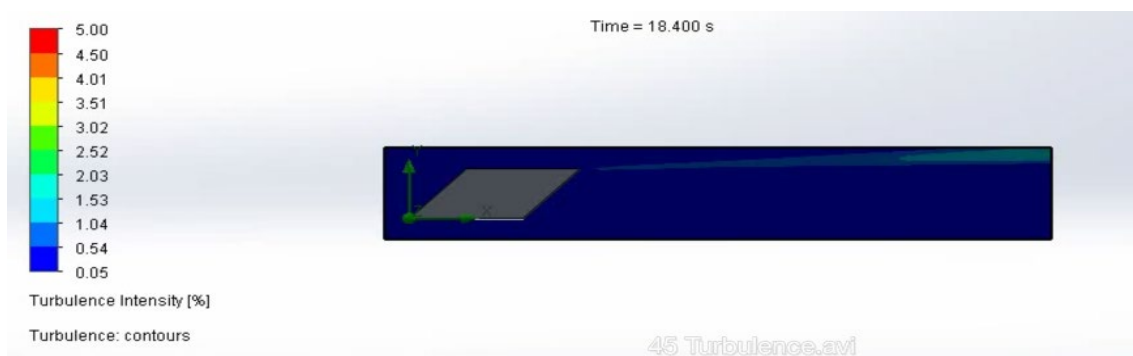 Time = 18.400 s
5.00
4.50
4.01
3.51
3.02
2.52
2.03
1.53
1.04
0.54
0.05
Y
Z
X
Turbulence Intensity [%]
Turbulence: contours
45 Turbulence.avi